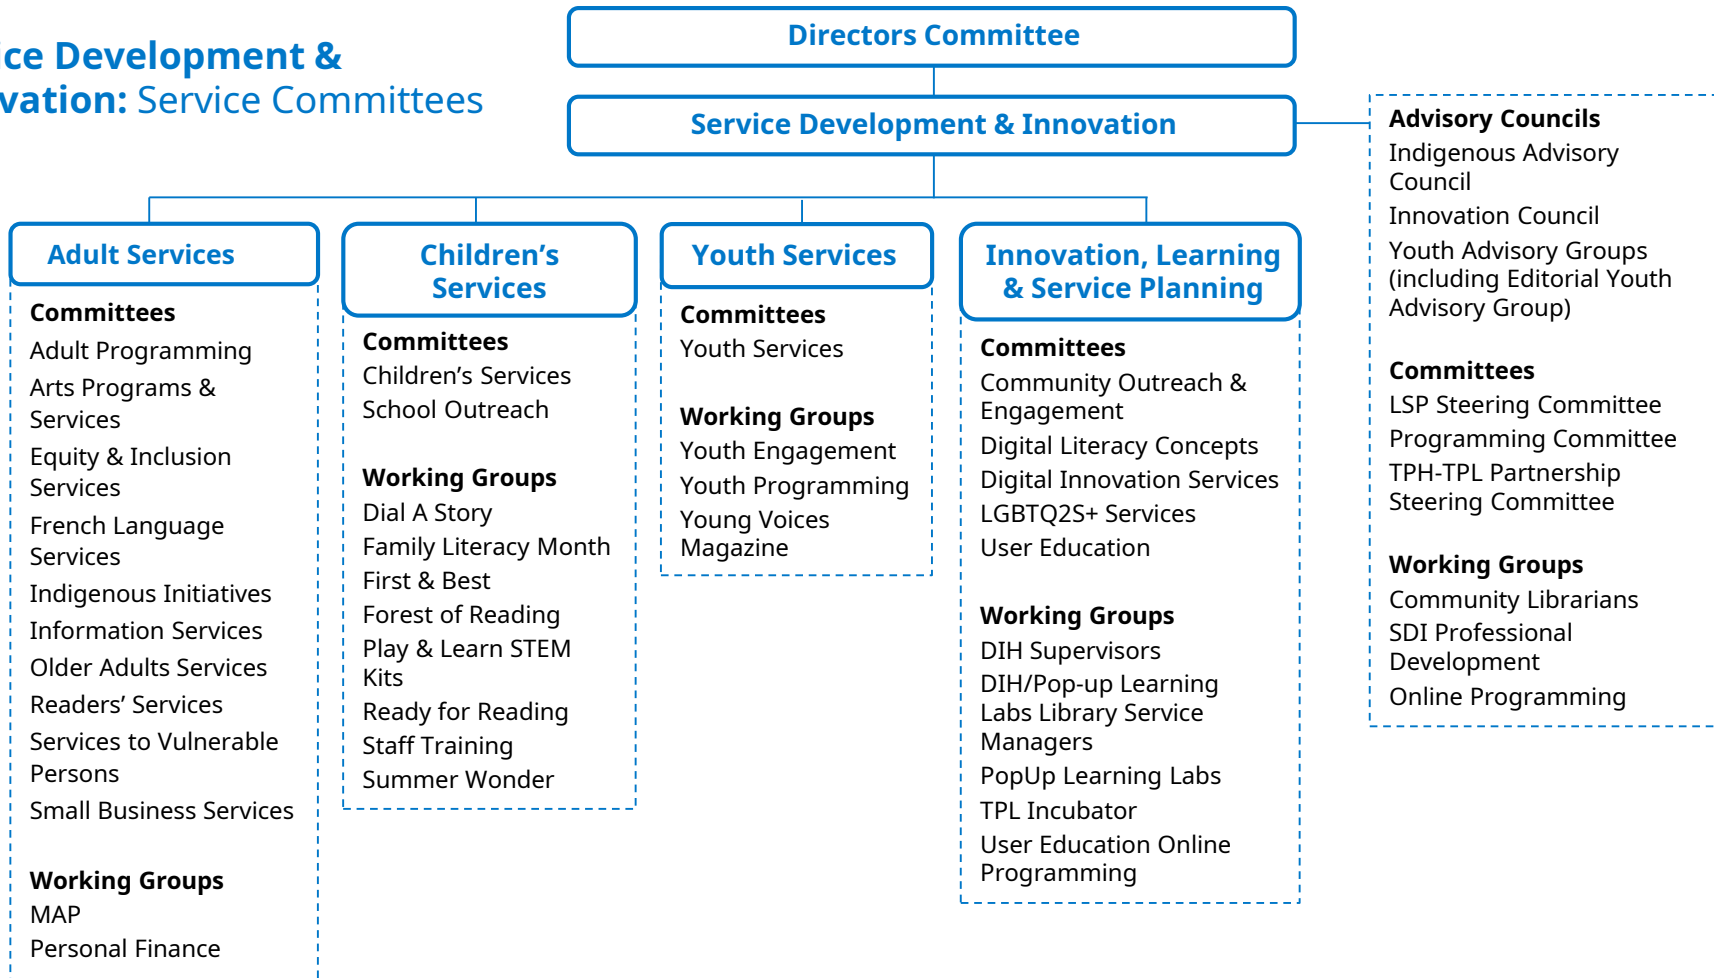 ice Development &
vation: Service Committees
Directors Committee
Service Development & Innovation
Adult Services
Committees
Adult Programming
Arts Programs &
Services
Equity & Inclusion
Services
French Language
Services
Indigenous Initiatives
Information Services
Older Adults Services
Readers’ Services
Services to Vulnerable
Persons
Small Business Services
Working Groups
MAP
Personal Finance
Children’s
Services
Committees
Children’s Services
School Outreach
Working Groups
Dial A Story
Family Literacy Month
First & Best
Forest of Reading
Play & Learn STEM
Kits
Ready for Reading
Staff Training
Summer Wonder
Youth Services
Committees
Youth Services
Working Groups
Youth Engagement
Youth Programming
Young Voices
Magazine
Innovation, Learning
& Service Planning
Committees
Community Outreach &
Engagement
Digital Literacy Concepts
Digital Innovation Services
LGBTQ2S+ Services
User Education
Working Groups
DIH Supervisors
DIH/Pop-up Learning
Labs Library Service
Managers
PopUp Learning Labs
TPL Incubator
User Education Online
Programming
Advisory Councils
Indigenous Advisory
Council
Innovation Council
Youth Advisory Groups
(including Editorial Youth
Advisory Group)
Committees
LSP Steering Committee
Programming Committee
TPH-TPL Partnership
Steering Committee
Working Groups
Community Librarians
SDI Professional
Development
Online Programming